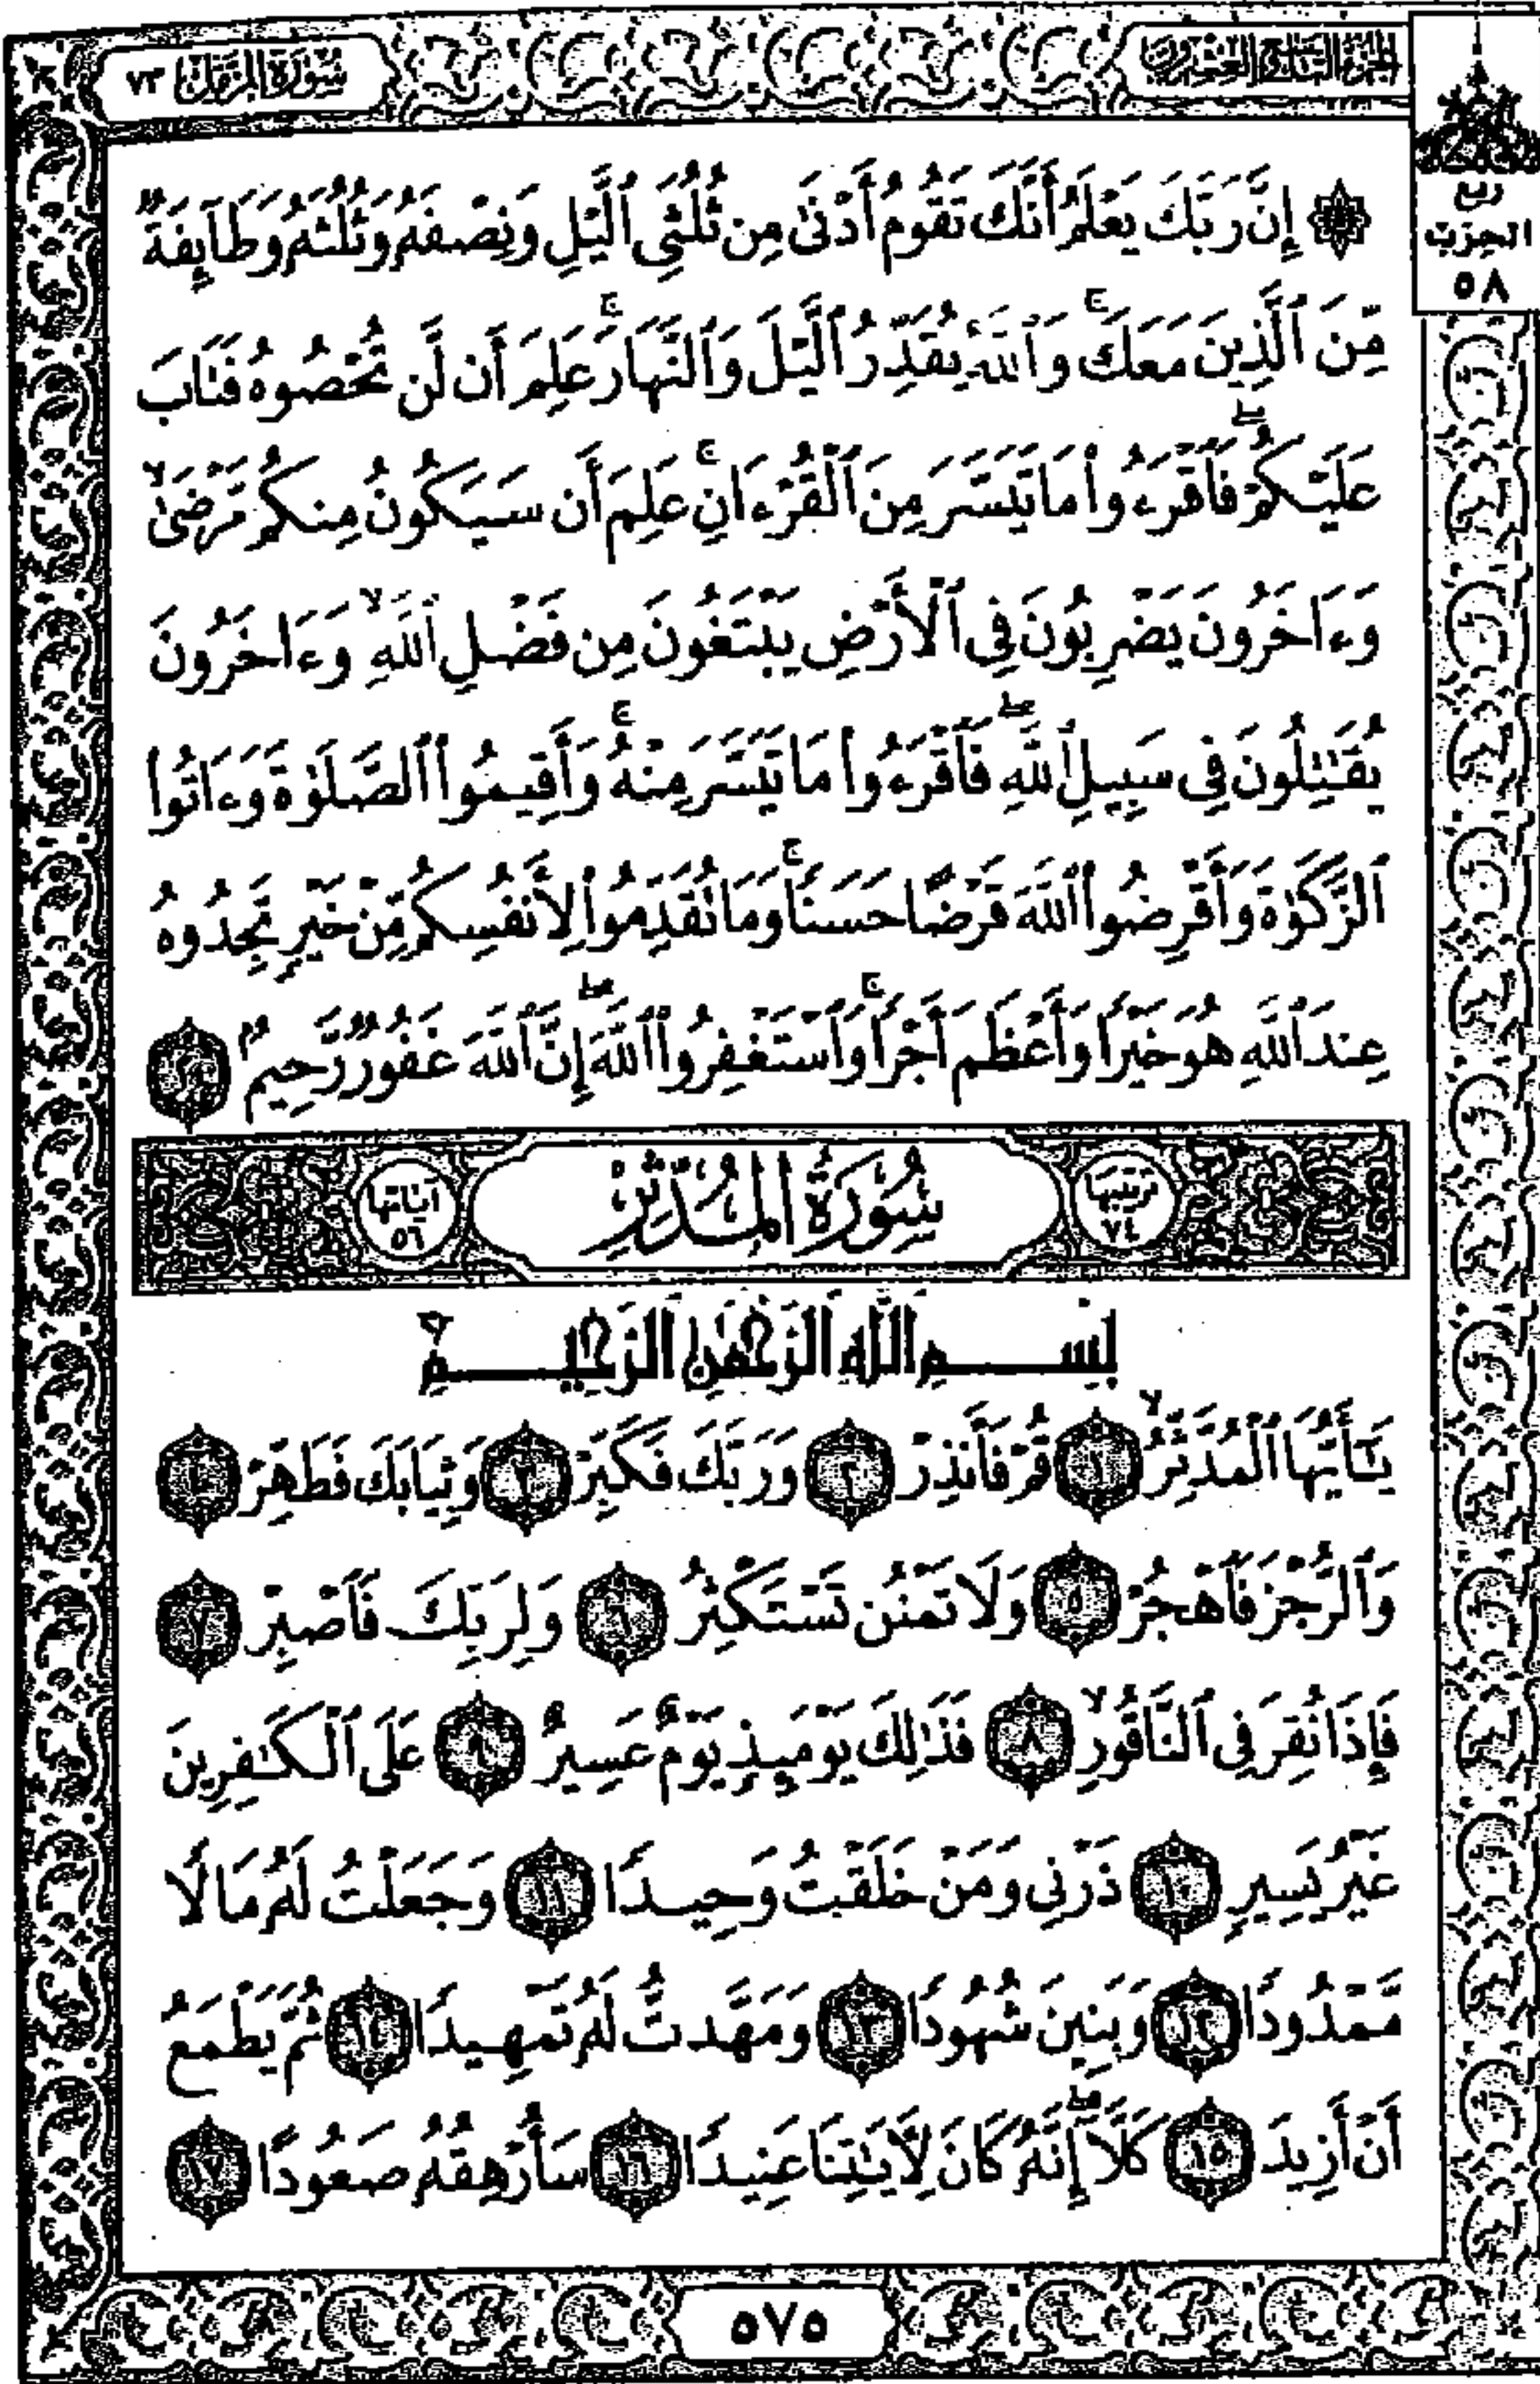 الجزء التاسع والعشرون
سورة المزمل ٧٣
ربع
الحزب
٥٨
۞ إِنَّ رَبَّكَ يَعْلَمُ أَنَّكَ تَقُومُ أَدْنَىٰ مِن ثُلُثَىِ ٱلَّيْلِ وَنِصْفَهُۥ وَثُلُثَهُۥ وَطَآئِفَةٌ
مِّنَ ٱلَّذِينَ مَعَكَ ۚ وَٱللَّهُ يُقَدِّرُ ٱلَّيْلَ وَٱلنَّهَارَ ۚ عَلِمَ أَن لَّن تُحْصُوهُ فَتَابَ
عَلَيْكُمْ ۖ فَٱقْرَءُوا۟ مَا تَيَسَّرَ مِنَ ٱلْقُرْءَانِ ۚ عَلِمَ أَن سَيَكُونُ مِنكُم مَّرْضَىٰ ۙ
وَءَاخَرُونَ يَضْرِبُونَ فِى ٱلْأَرْضِ يَبْتَغُونَ مِن فَضْلِ ٱللَّهِ ۙ وَءَاخَرُونَ
يُقَٰتِلُونَ فِى سَبِيلِ ٱللَّهِ ۖ فَٱقْرَءُوا۟ مَا تَيَسَّرَ مِنْهُ ۚ وَأَقِيمُوا۟ ٱلصَّلَوٰةَ وَءَاتُوا۟
ٱلزَّكَوٰةَ وَأَقْرِضُوا۟ ٱللَّهَ قَرْضًا حَسَنًا ۚ وَمَا تُقَدِّمُوا۟ لِأَنفُسِكُم مِّنْ خَيْرٍ تَجِدُوهُ
عِندَ ٱللَّهِ هُوَ خَيْرًا وَأَعْظَمَ أَجْرًا ۚ وَٱسْتَغْفِرُوا۟ ٱللَّهَ ۖ إِنَّ ٱللَّهَ غَفُورٌ رَّحِيمٌۢ ٢٠
ترتيبها ٧٤ سُورَةُ المُدَّثِّرِ آياتها ٥٦
بِسْمِ اللَّهِ الرَّحْمَٰنِ الرَّحِيمِ
يَٰٓأَيُّهَا ٱلْمُدَّثِّرُ ۙ ١ قُمْ فَأَنذِرْ ٢ وَرَبَّكَ فَكَبِّرْ ٣ وَثِيَابَكَ فَطَهِّرْ ٤
وَٱلرُّجْزَ فَٱهْجُرْ ٥ وَلَا تَمْنُن تَسْتَكْثِرُ ٦ وَلِرَبِّكَ فَٱصْبِرْ ٧
فَإِذَا نُقِرَ فِى ٱلنَّاقُورِ ۙ ٨ فَذَٰلِكَ يَوْمَئِذٍ يَوْمٌ عَسِيرٌ ٩ عَلَى ٱلْكَٰفِرِينَ
غَيْرُ يَسِيرٍ ١٠ ذَرْنِى وَمَنْ خَلَقْتُ وَحِيدًا ١١ وَجَعَلْتُ لَهُۥ مَالًا
مَّمْدُودًا ١٢ وَبَنِينَ شُهُودًا ١٣ وَمَهَّدتُّ لَهُۥ تَمْهِيدًا ١٤ ثُمَّ يَطْمَعُ
أَنْ أَزِيدَ ١٥ كَلَّآ ۖ إِنَّهُۥ كَانَ لِءَايَٰتِنَا عَنِيدًا ١٦ سَأُرْهِقُهُۥ صَعُودًا ١٧
٥٧٥